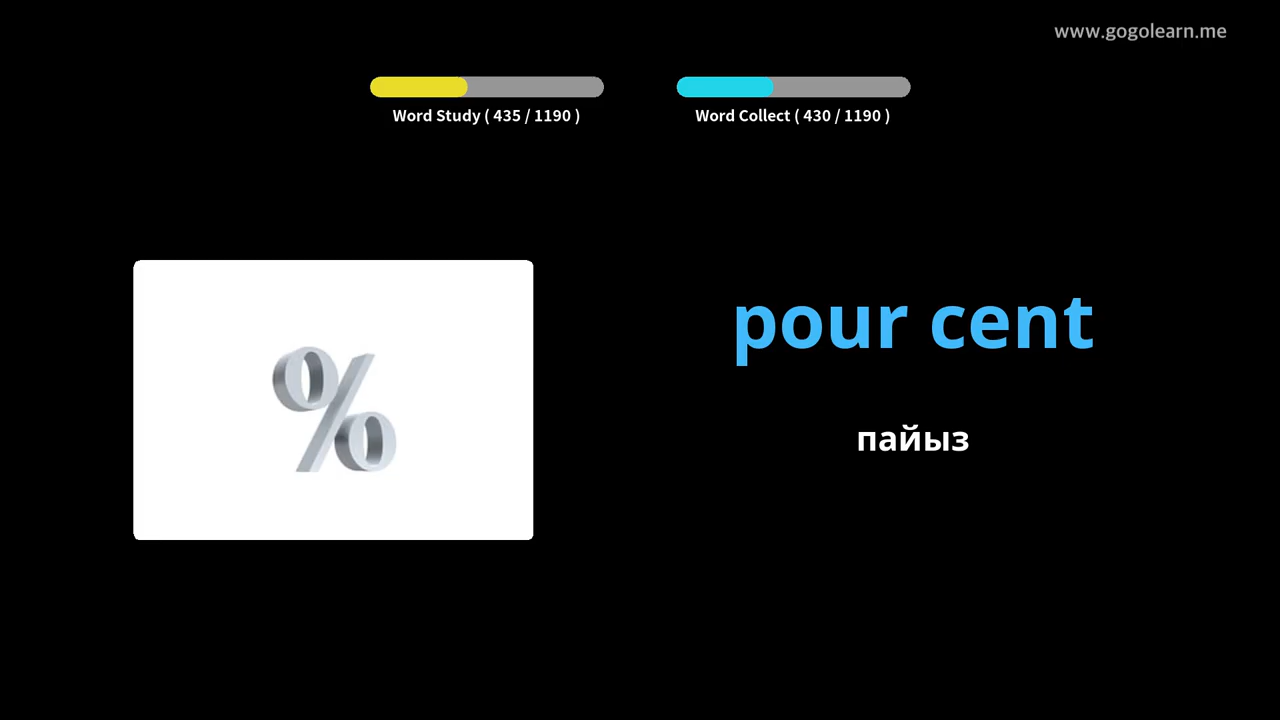 www.gogolearn.me
Word Study ( 435 / 1190 )
Word Collect ( 430 / 1190 )
%
pour cent
пайыз